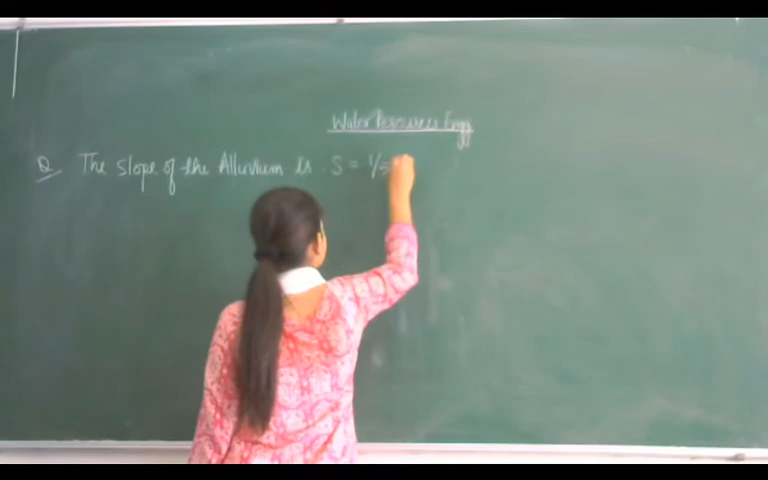 Water Resources Engg
Q The slope of the Alluvium is S = 1/5